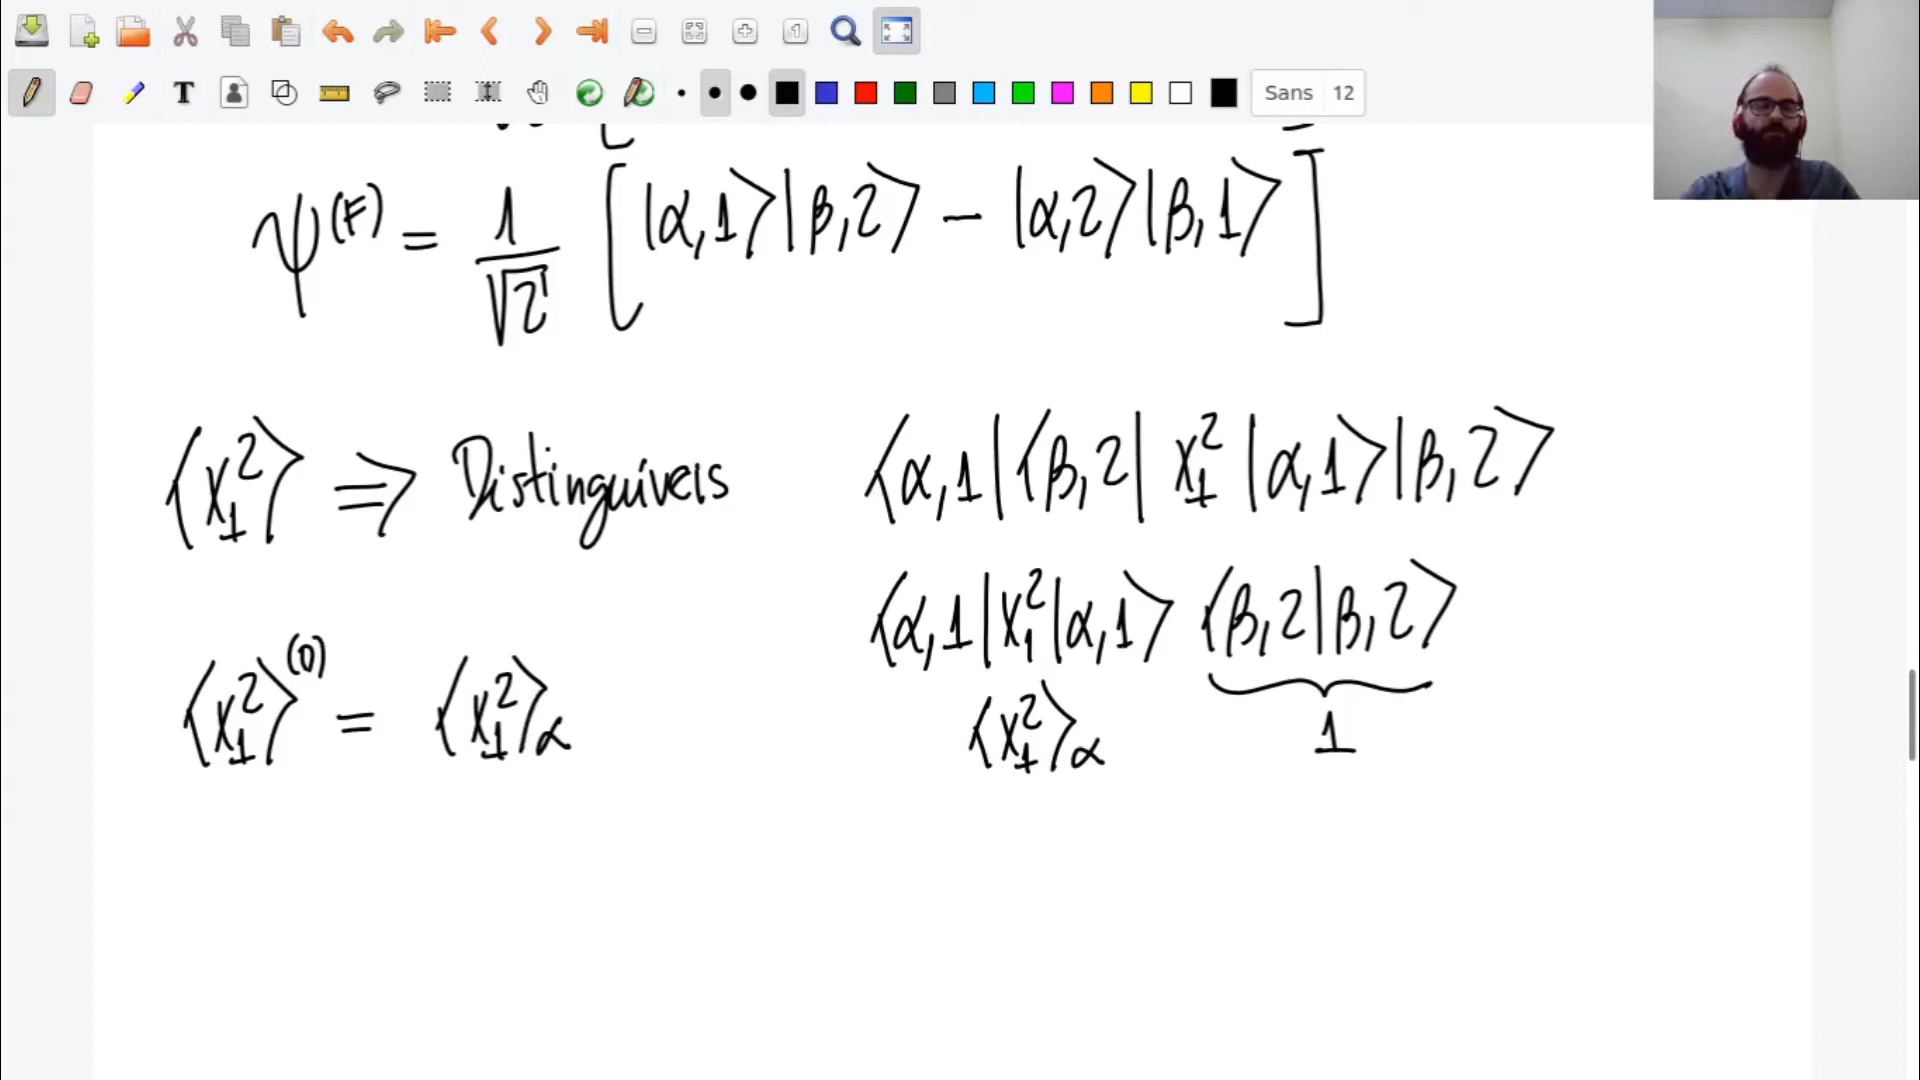 T Sans 12
ψ^(F) = 1/√2 [ |α,1⟩|β,2⟩ − |α,2⟩|β,1⟩ ]
⟨x₁²⟩ ⇒ Distinguíveis
⟨x₁²⟩^(D) = ⟨x₁²⟩_α
⟨α,1|⟨β,2| x₁² |α,1⟩|β,2⟩
⟨α,1|x₁²|α,1⟩ ⟨β,2|β,2⟩
⟨x₁²⟩_α 1